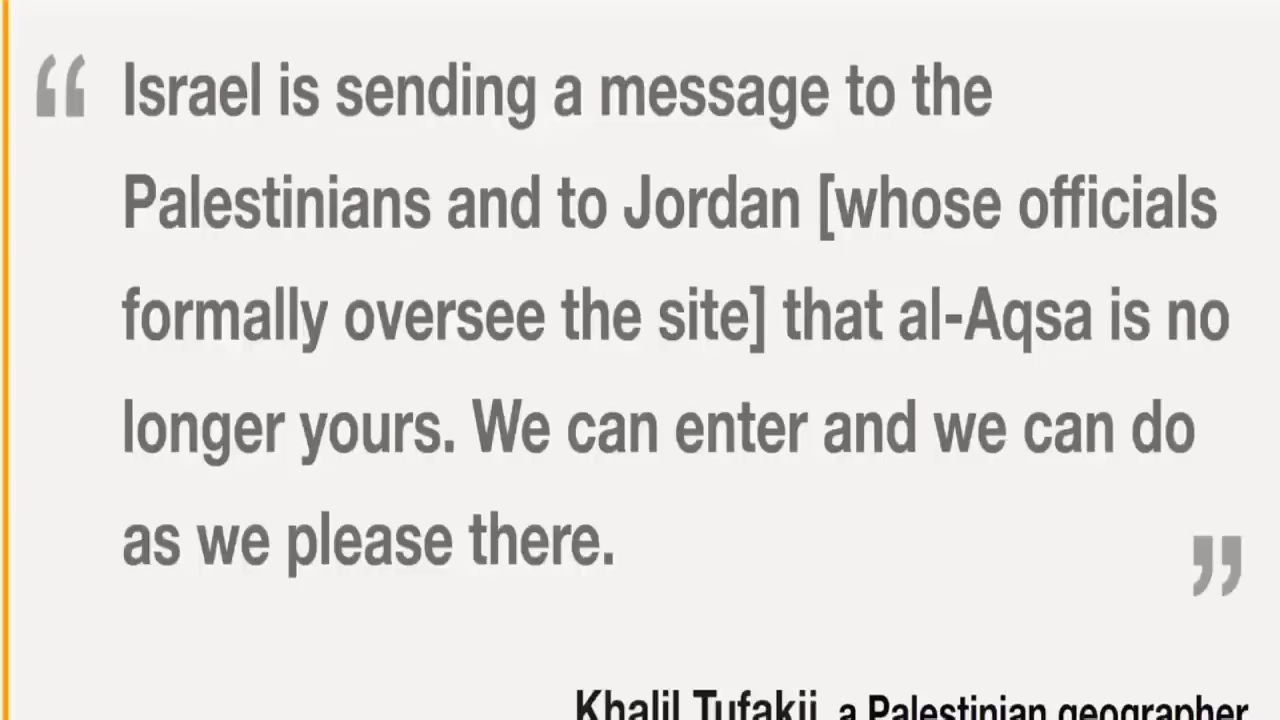 “ Israel is sending a message to the
Palestinians and to Jordan [whose officials
formally oversee the site] that al-Aqsa is no
longer yours. We can enter and we can do
as we please there. ”
Khalil Tufakji, a Palestinian geographer